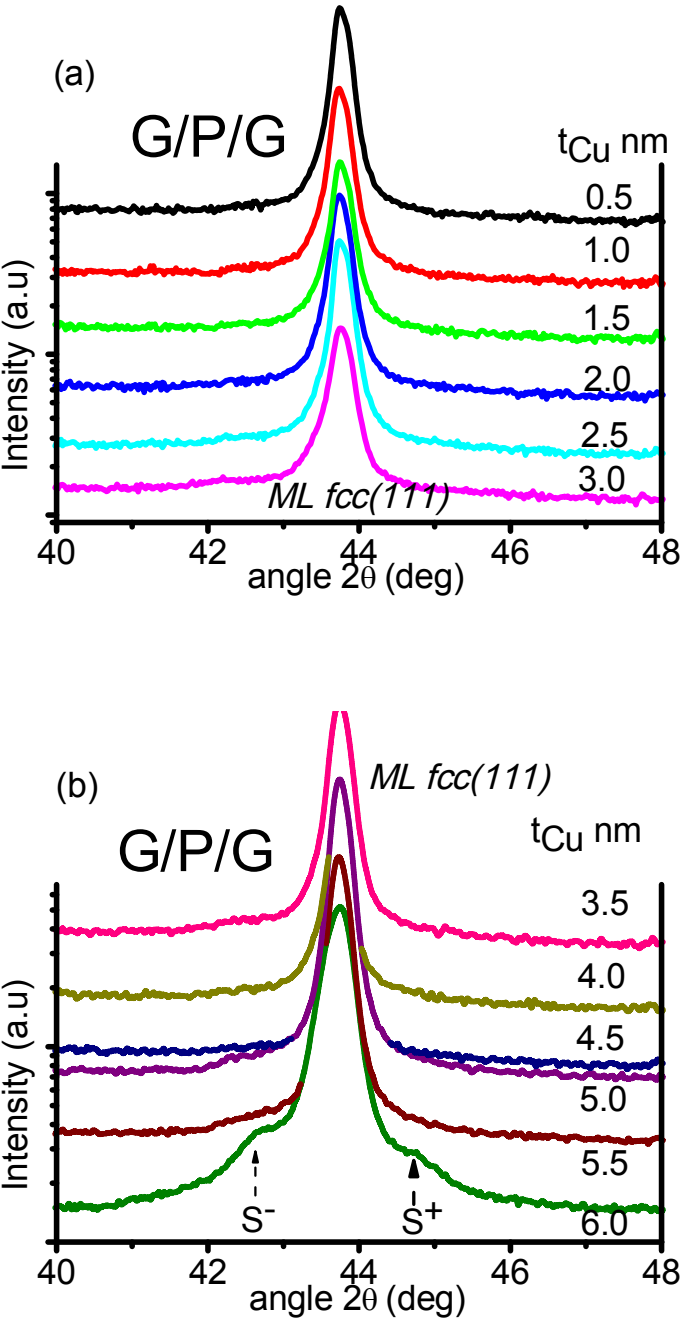 (a)
G/P/G
tCu nm
0.5
1.0
1.5
2.0
2.5
3.0
ML fcc(111)
Intensity (a.u)
40 42 44 46 48
angle 2θ (deg)
(b)
ML fcc(111)
G/P/G
tCu nm
3.5
4.0
4.5
5.0
5.5
6.0
S⁻ S⁺
Intensity (a.u)
40 42 44 46 48
angle 2θ (deg)